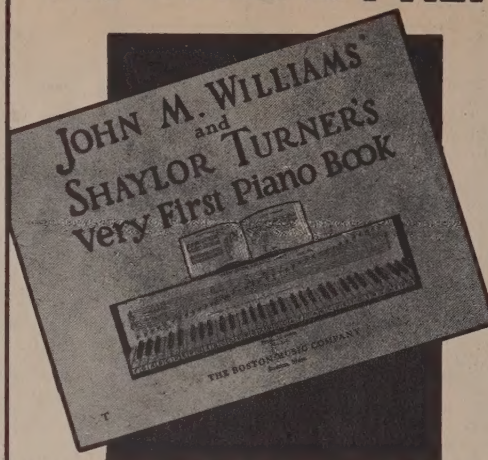 JOHN M. WILLIAMS'
and
SHAYLOR TURNER'S
very First Piano Book
THE BOSTON MUSIC COMPANY
T